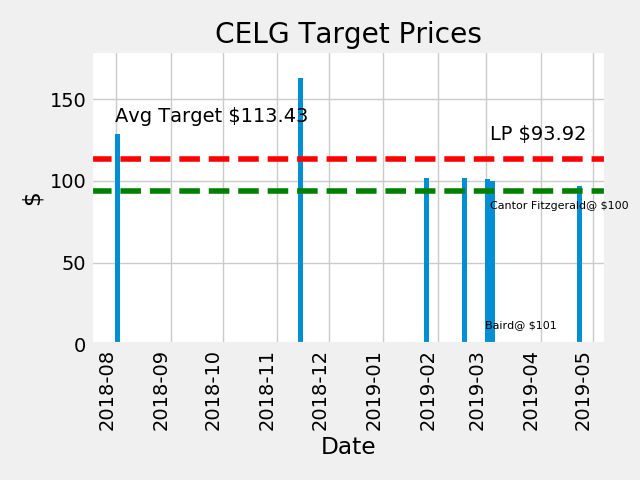 CELG Target Prices
150
Avg Target $113.43
LP $93.92
100
Cantor Fitzgerald@ $100
$
50
Baird@ $101
0
2018-08
2018-09
2018-10
2018-11
2018-12
2019-01
2019-02
2019-03
2019-04
2019-05
Date